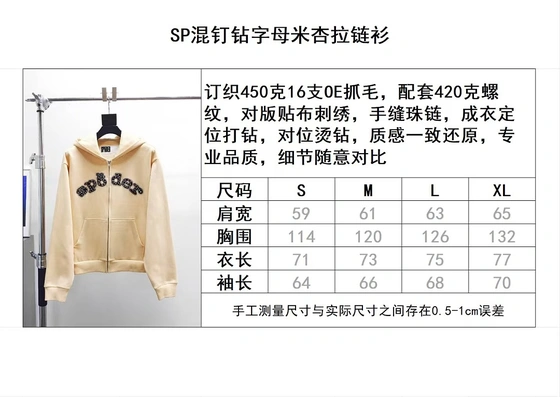 SP混钉钻字母米杏拉链衫
订织450克16支OE抓毛，配套420克螺
纹，对版贴布刺绣，手缝珠链，成衣定
位打钻，对位烫钻，质感一致还原，专
业品质，细节随意对比
sp5der
尺码 S M L XL
肩宽 59 61 63 65
胸围 114 120 126 132
衣长 71 73 75 77
袖长 64 66 68 70
手工测量尺寸与实际尺寸之间存在0.5-1cm误差